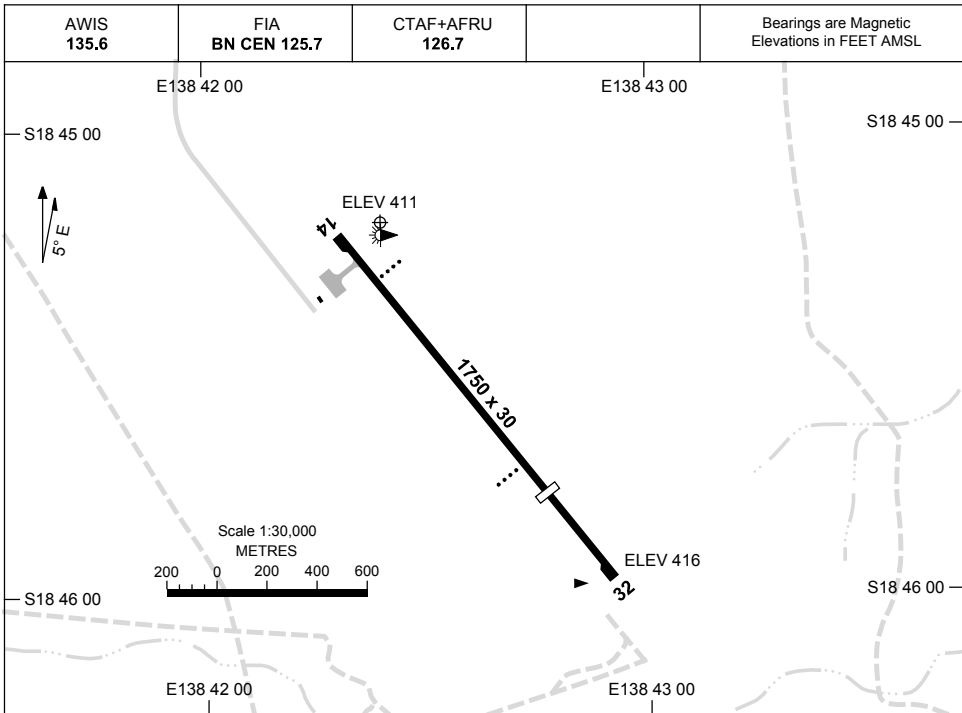 AWIS
135.6
FIA
BN CEN 125.7
CTAF+AFRU
126.7
Bearings are Magnetic
Elevations in FEET AMSL
E138 42 00
E138 43 00
S18 45 00
S18 45 00
5° E
ELEV 411
14
1750 x 30
Scale 1:30,000
METRES
200 0 200 400 600
ELEV 416
32
S18 46 00
S18 46 00
E138 42 00
E138 43 00